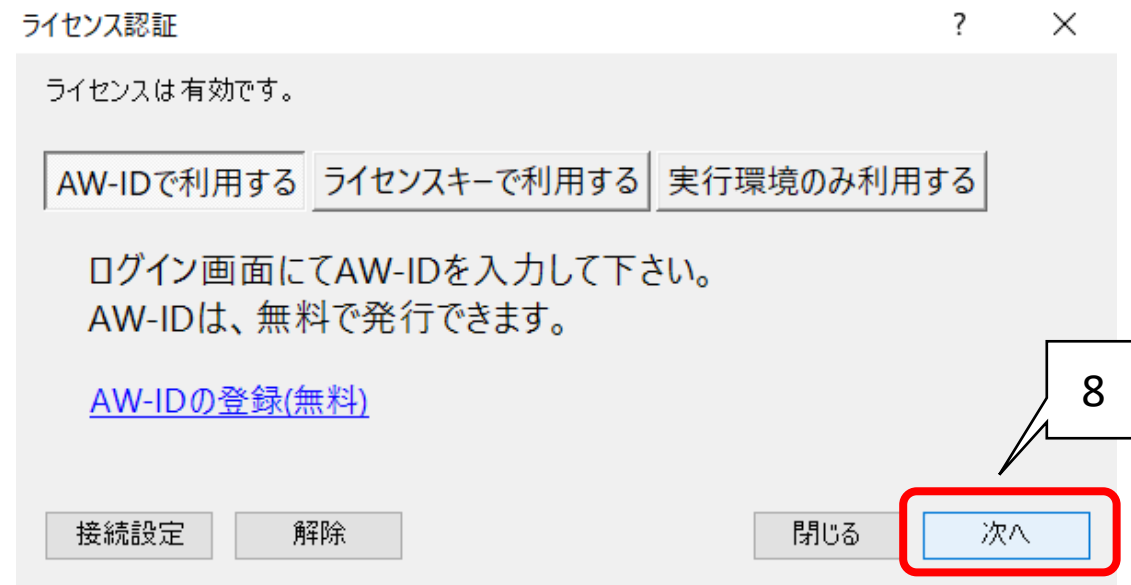 ライセンス認証 ?
ライセンスは有効です。
AW-IDで利用する ライセンスキーで利用する 実行環境のみ利用する
ログイン画面にてAW-IDを入力して下さい。
AW-IDは、無料で発行できます。
AW-IDの登録(無料)
8
接続設定 解除 閉じる 次へ